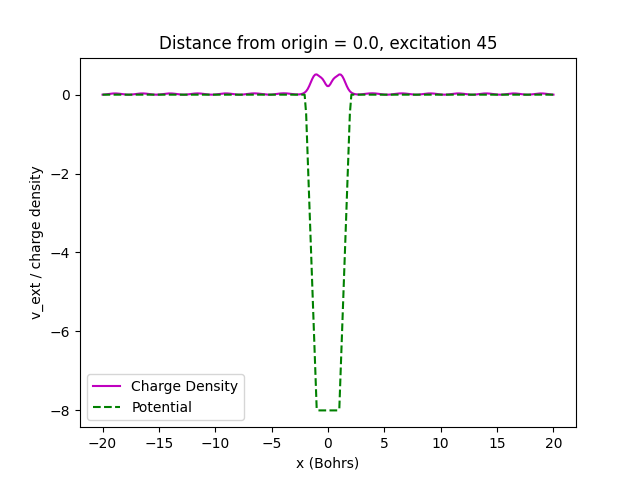 Distance from origin = 0.0, excitation 45
v_ext / charge density
0
−2
−4
−6
−8
Charge Density
Potential
−20 −15 −10 −5 0 5 10 15 20
x (Bohrs)